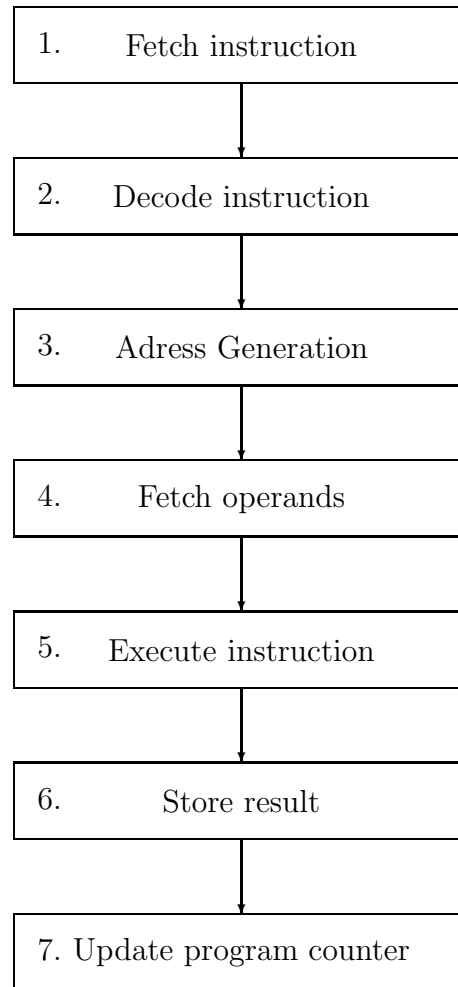 1. Fetch instruction
2. Decode instruction
3. Adress Generation
4. Fetch operands
5. Execute instruction
6. Store result
7. Update program counter